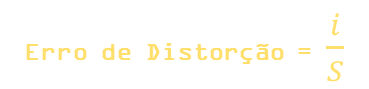 Erro de Distorção = i/S